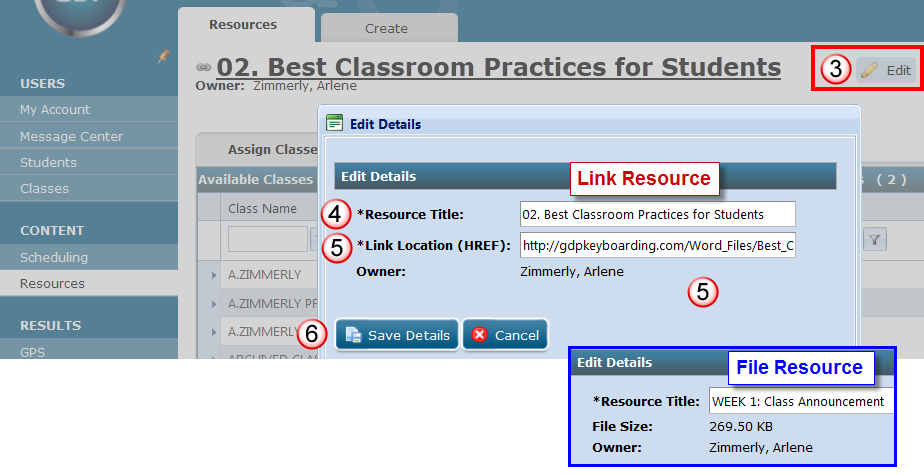 Resources
Create
02. Best Classroom Practices for Students
Owner: Zimmerly, Arlene
3
Edit
USERS
My Account
Message Center
Students
Classes
CONTENT
Scheduling
Resources
RESULTS
GPS
Assign Classe
Available Classes
( 2 )
Class Name
A.ZIMMERLY
A.ZIMMERLY PR
A.ZIMMERLY
ARCHIVED CLAS
Edit Details
Edit Details
Link Resource
4 *Resource Title: 02. Best Classroom Practices for Students
5 *Link Location (HREF): http://gdpkeyboarding.com/Word_Files/Best_C
Owner: Zimmerly, Arlene
5
6 Save Details Cancel
Edit Details
File Resource
*Resource Title: WEEK 1: Class Announcement
File Size: 269.50 KB
Owner: Zimmerly, Arlene